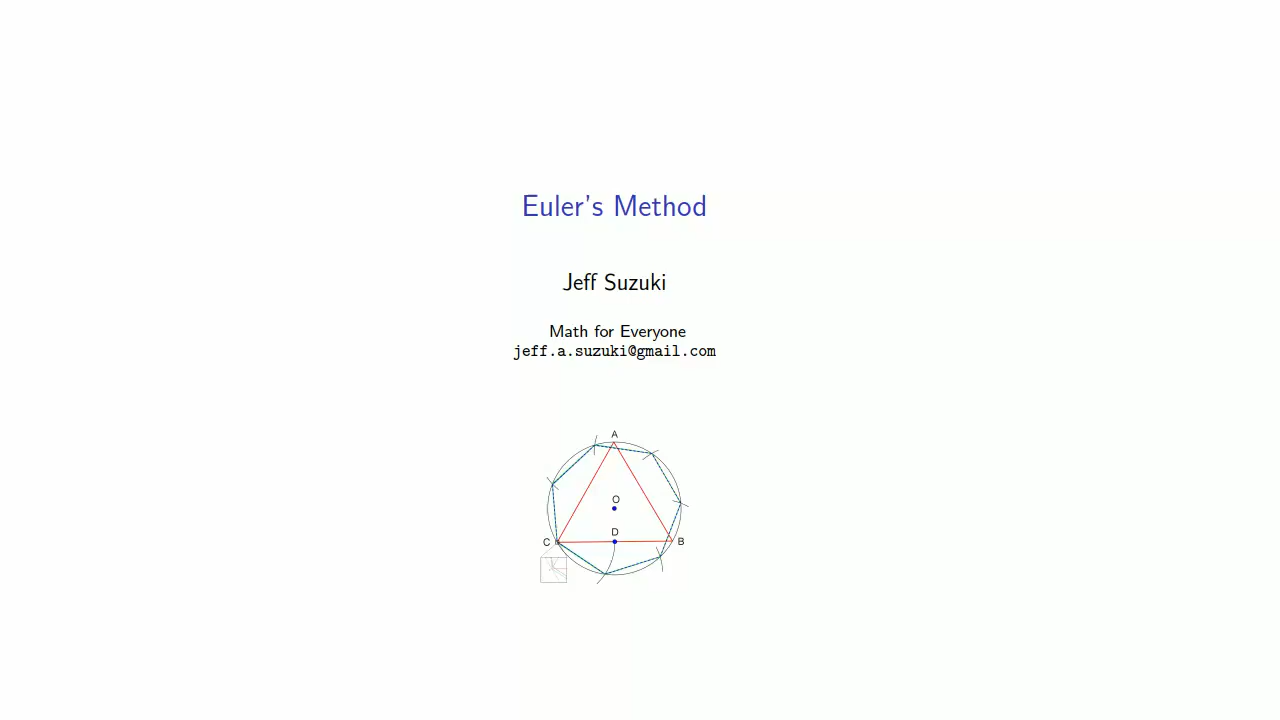 Euler's Method
Jeff Suzuki
Math for Everyone
jeff.a.suzuki@gmail.com
A
O
D
C
B